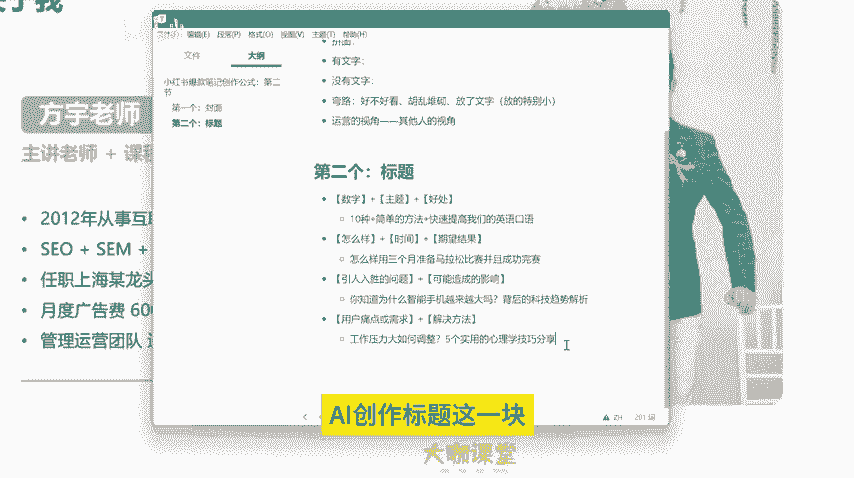 文件(F) 编辑(E) 段落(P) 格式(O) 视图(V) 主题(T) 帮助(H)
文件 大纲
小红书爆款笔记创作公式：第二节
第一个：封面
第二个：标题
拼图：
有文字：
没有文字：
弯路：好不好看、胡乱堆砌、放了文字（放的特别小）
运营的视角——其他人的视角
第二个：标题
【数字】+【主题】+【好处】
10种+简单的方法+快速提高我们的英语口语
【怎么样】+【时间】+【期望结果】
怎么样用三个月准备马拉松比赛并且成功完赛
【引人入胜的问题】+【可能造成的影响】
你知道为什么智能手机越来越大吗？背后的科技趋势解析
【用户痛点或需求】+【解决方法】
工作压力大如何调整？5个实用的心理学技巧分享
ZH 201 词
方宇老师
主讲老师 + 课程
2012年从事互联
SEO + SEM +
任职上海某龙头
月度广告费 600
管理运营团队
AI创作标题这一块
大咖课堂